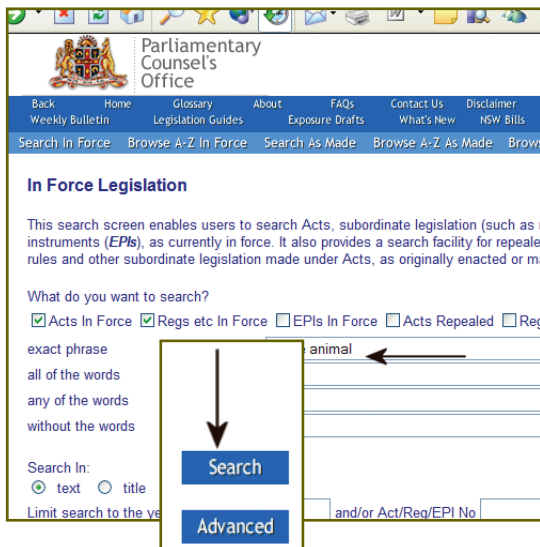 Parliamentary
Counsel's
Office
Back Home Glossary About FAQs Contact Us Disclaimer
Weekly Bulletin Legislation Guides Exposure Drafts What's New NSW Bills
Search In Force Browse A-Z In Force Search As Made Browse A-Z As Made
In Force Legislation
This search screen enables users to search Acts, subordinate legislation (such as
instruments (EPIs), as currently in force. It also provides a search facility for
rules and other subordinate legislation made under Acts, as originally enacted or
What do you want to search?
Acts In Force Regs etc In Force EPIs In Force Acts Repealed
exact phrase animal
all of the words
any of the words
without the words
Search In:
text title
Limit search to the and/or Act/Reg/EPI No
Search
Advanced